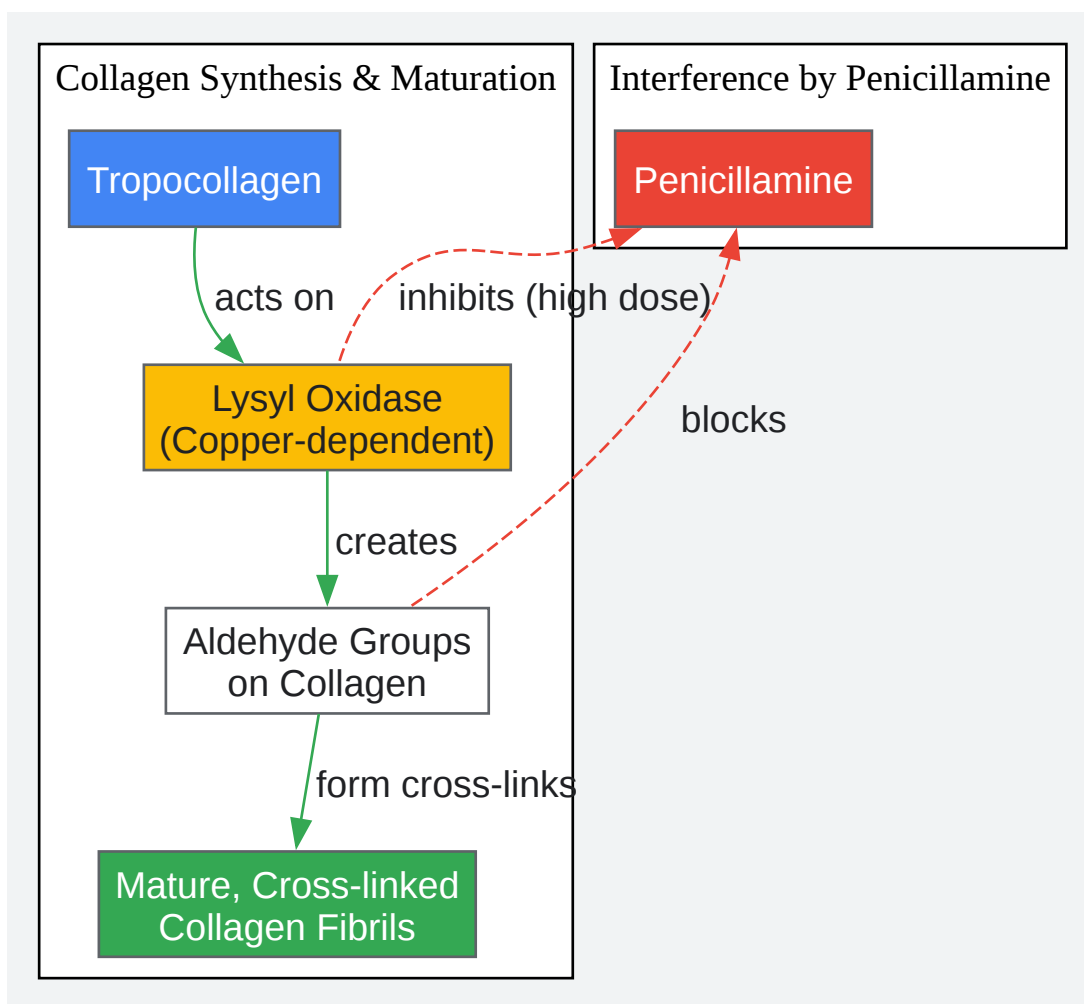 Collagen Synthesis & Maturation
Interference by Penicillamine
Tropocollagen
Penicillamine
acts on
inhibits (high dose)
Lysyl Oxidase
(Copper-dependent)
blocks
creates
Aldehyde Groups
on Collagen
form cross-links
Mature, Cross-linked
Collagen Fibrils